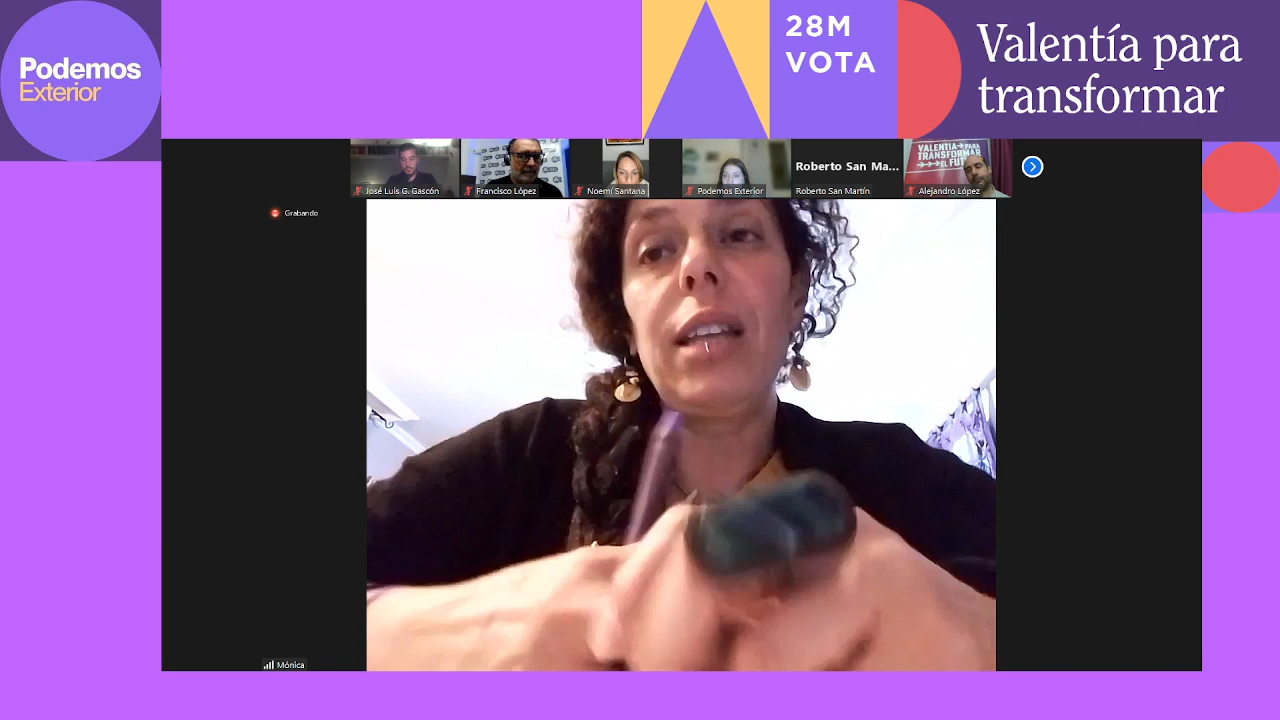 Podemos
Exterior
28M
VOTA
Valentía para
transformar
José Luis G. Gascón
Francisco López
Noemí Santana
Podemos Exterior
Roberto San Ma...
Roberto San Martín
VALENTÍA PARA
TRANSFORMAR
EL FUT
Alejandro López
Grabando
Mónica